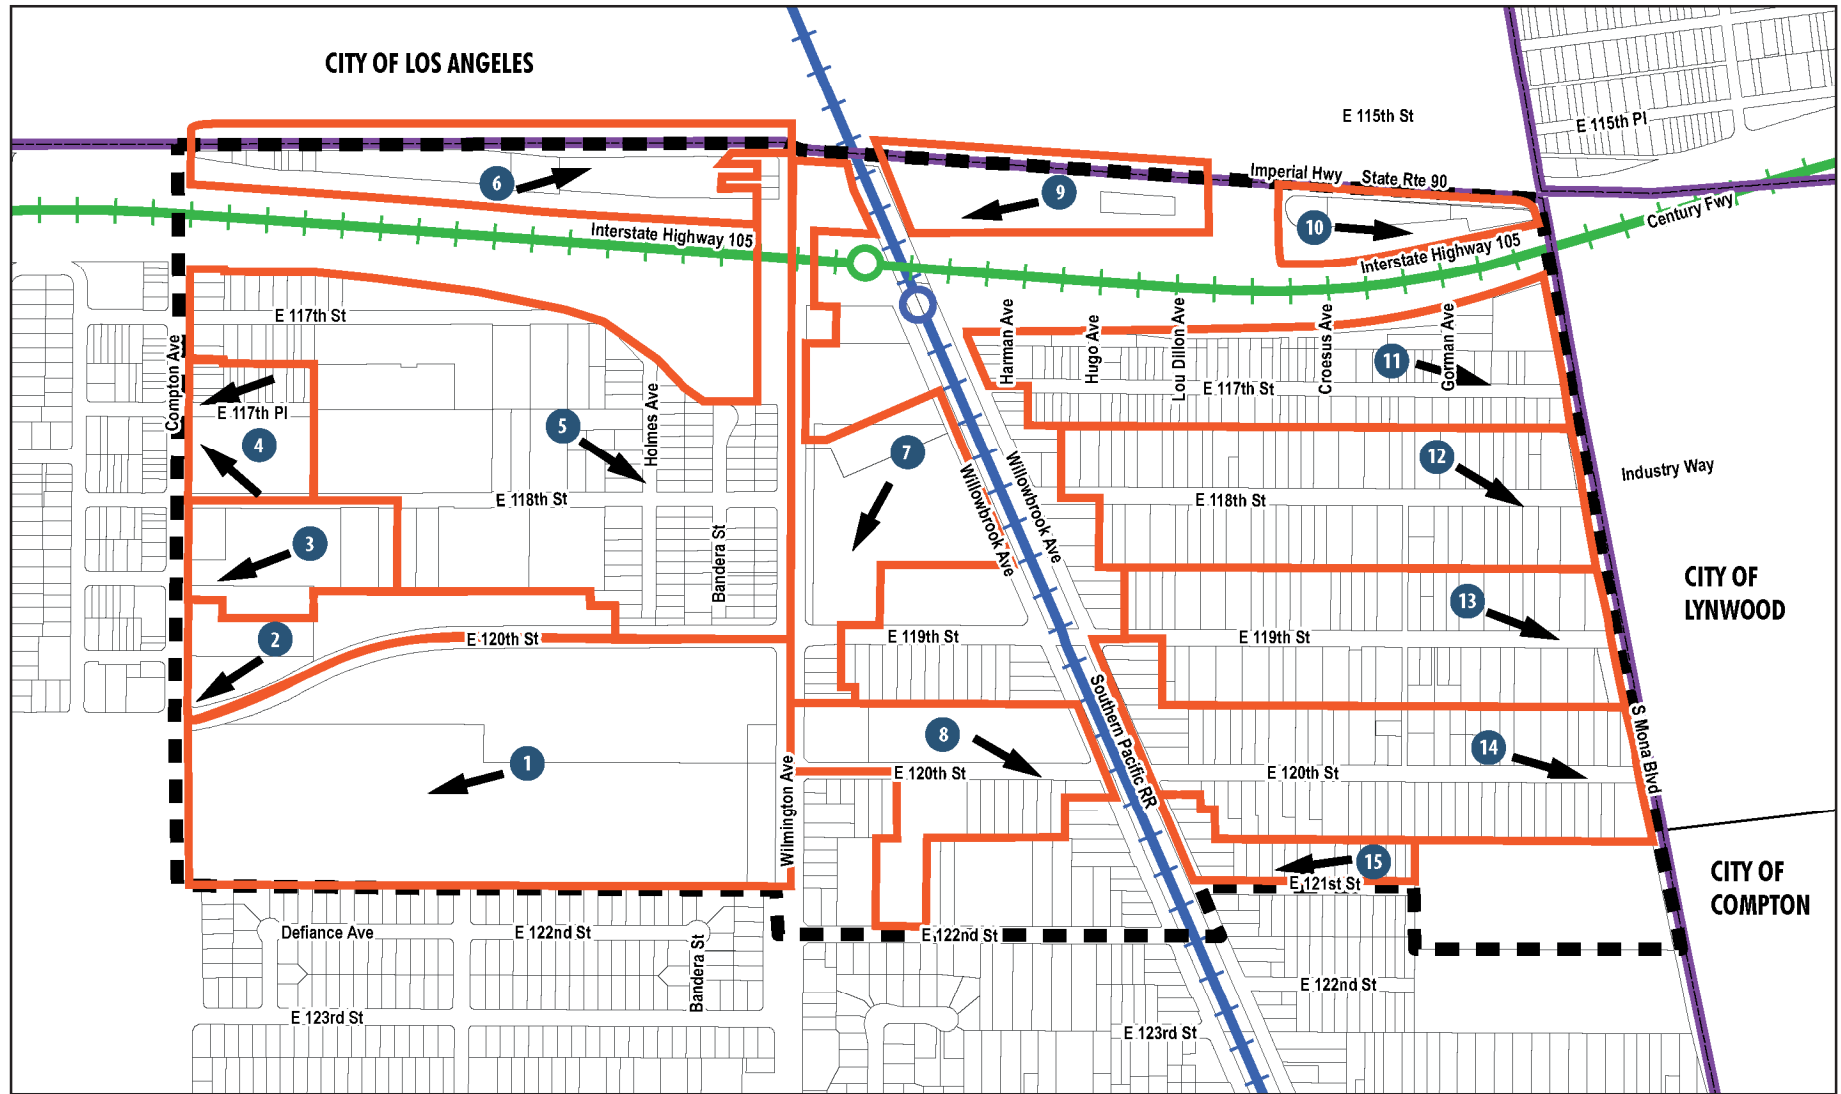 CITY OF LOS ANGELES
E 115th St
E 115th Pl
Imperial Hwy
State Rte 90
6
9
10
Century Fwy
Interstate Highway 105
Interstate Highway 105
E 117th St
Harman Ave
Hugo Ave
Lou Dillon Ave
Croesus Ave
Gorman Ave
11
E 117th St
Compton Ave
E 117th Pl
4
5
Holmes Ave
7
12
Industry Way
Willowbrook Ave
Willowbrook Ave
E 118th St
E 118th St
3
Bandera St
CITY OF
LYNWOOD
13
2
E 120th St
E 119th St
E 119th St
Southern Pacific RR
S Mona Blvd
8
14
1
Wilmington Ave
E 120th St
E 120th St
15
E 121st St
CITY OF
COMPTON
Defiance Ave
E 122nd St
Bandera St
E 122nd St
E 122nd St
E 123rd St
E 123rd St